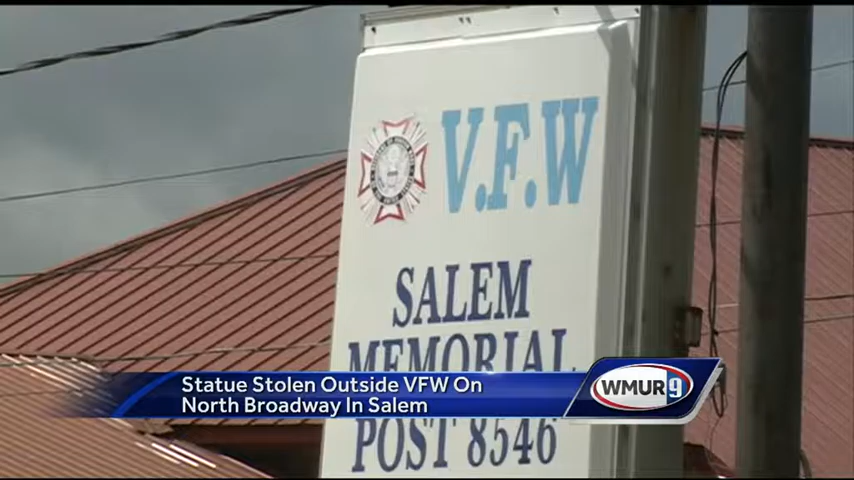 V.F.W
SALEM
MEMORIAL
Statue Stolen Outside VFW On
North Broadway In Salem
WMUR9
POST 8546